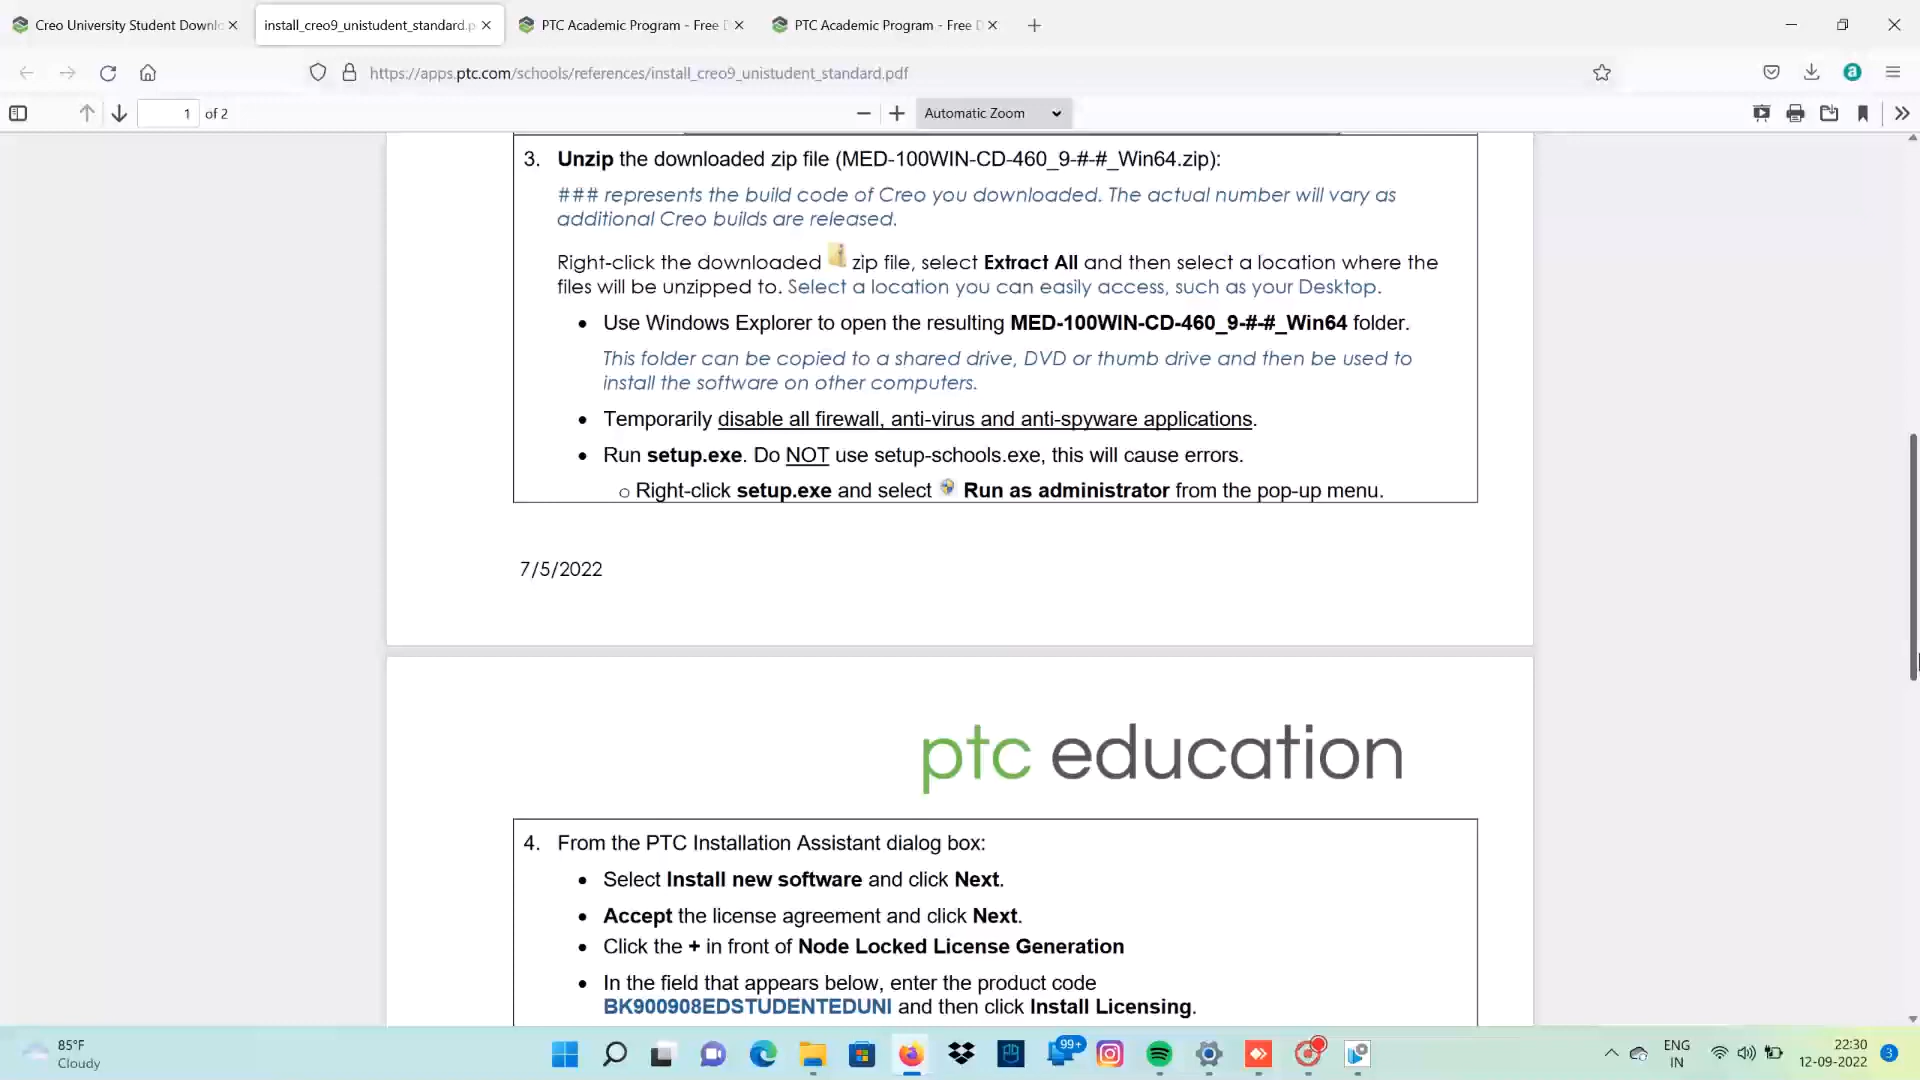 Creo University Student Downl
install_creo9_unistudent_standard.p
PTC Academic Program - Free D
PTC Academic Program - Free D
https://apps.ptc.com/schools/references/install_creo9_unistudent_standard.pdf
a
1 of 2
Automatic Zoom
3. Unzip the downloaded zip file (MED-100WIN-CD-460_9-#-#_Win64.zip):
### represents the build code of Creo you downloaded. The actual number will vary as
additional Creo builds are released.
Right-click the downloaded zip file, select Extract All and then select a location where the
files will be unzipped to. Select a location you can easily access, such as your Desktop.
• Use Windows Explorer to open the resulting MED-100WIN-CD-460_9-#-#_Win64 folder.
This folder can be copied to a shared drive, DVD or thumb drive and then be used to
install the software on other computers.
• Temporarily disable all firewall, anti-virus and anti-spyware applications.
• Run setup.exe. Do NOT use setup-schools.exe, this will cause errors.
o Right-click setup.exe and select Run as administrator from the pop-up menu.
7/5/2022
ptc education
4. From the PTC Installation Assistant dialog box:
• Select Install new software and click Next.
• Accept the license agreement and click Next.
• Click the + in front of Node Locked License Generation
• In the field that appears below, enter the product code
BK900908EDSTUDENTEDUNI and then click Install Licensing.
85°F
Cloudy
99+
ENG
IN
22:30
12-09-2022
3